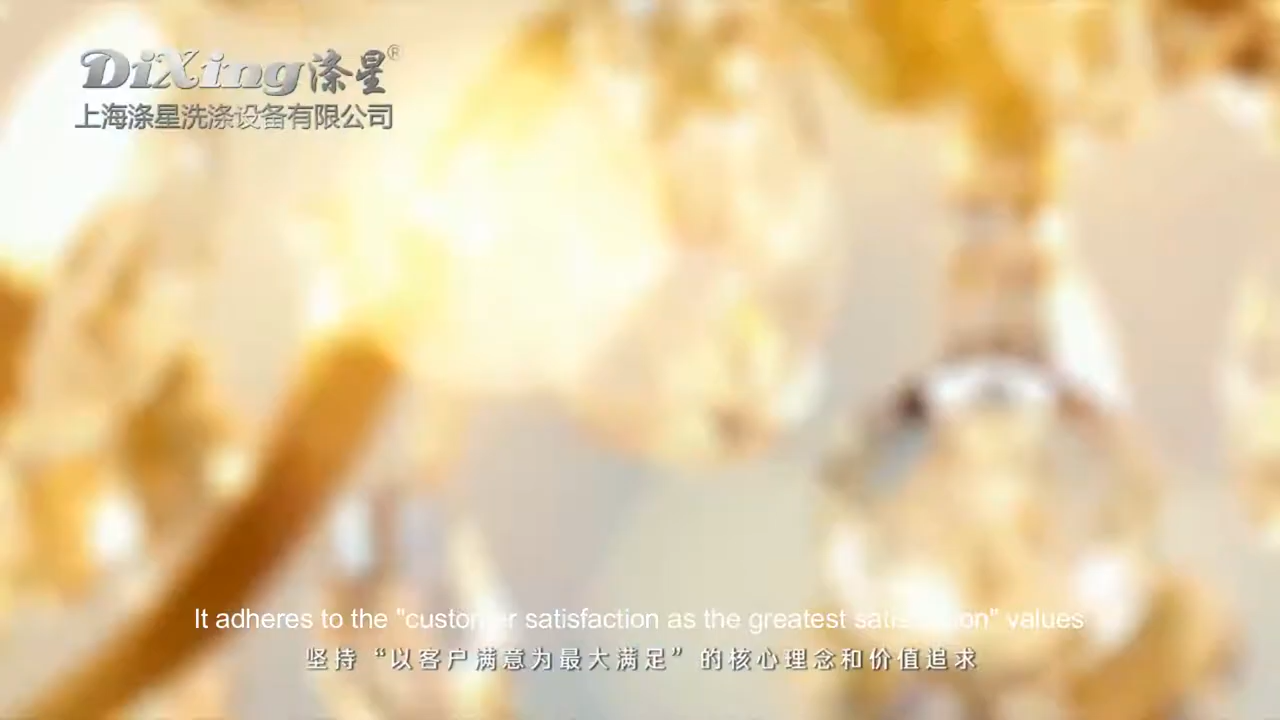 DiXing涤星®
上海涤星洗涤设备有限公司
It adheres to the "customer satisfaction as the greatest satisfaction" values
坚持“以客户满意为最大满足”的核心理念和价值追求